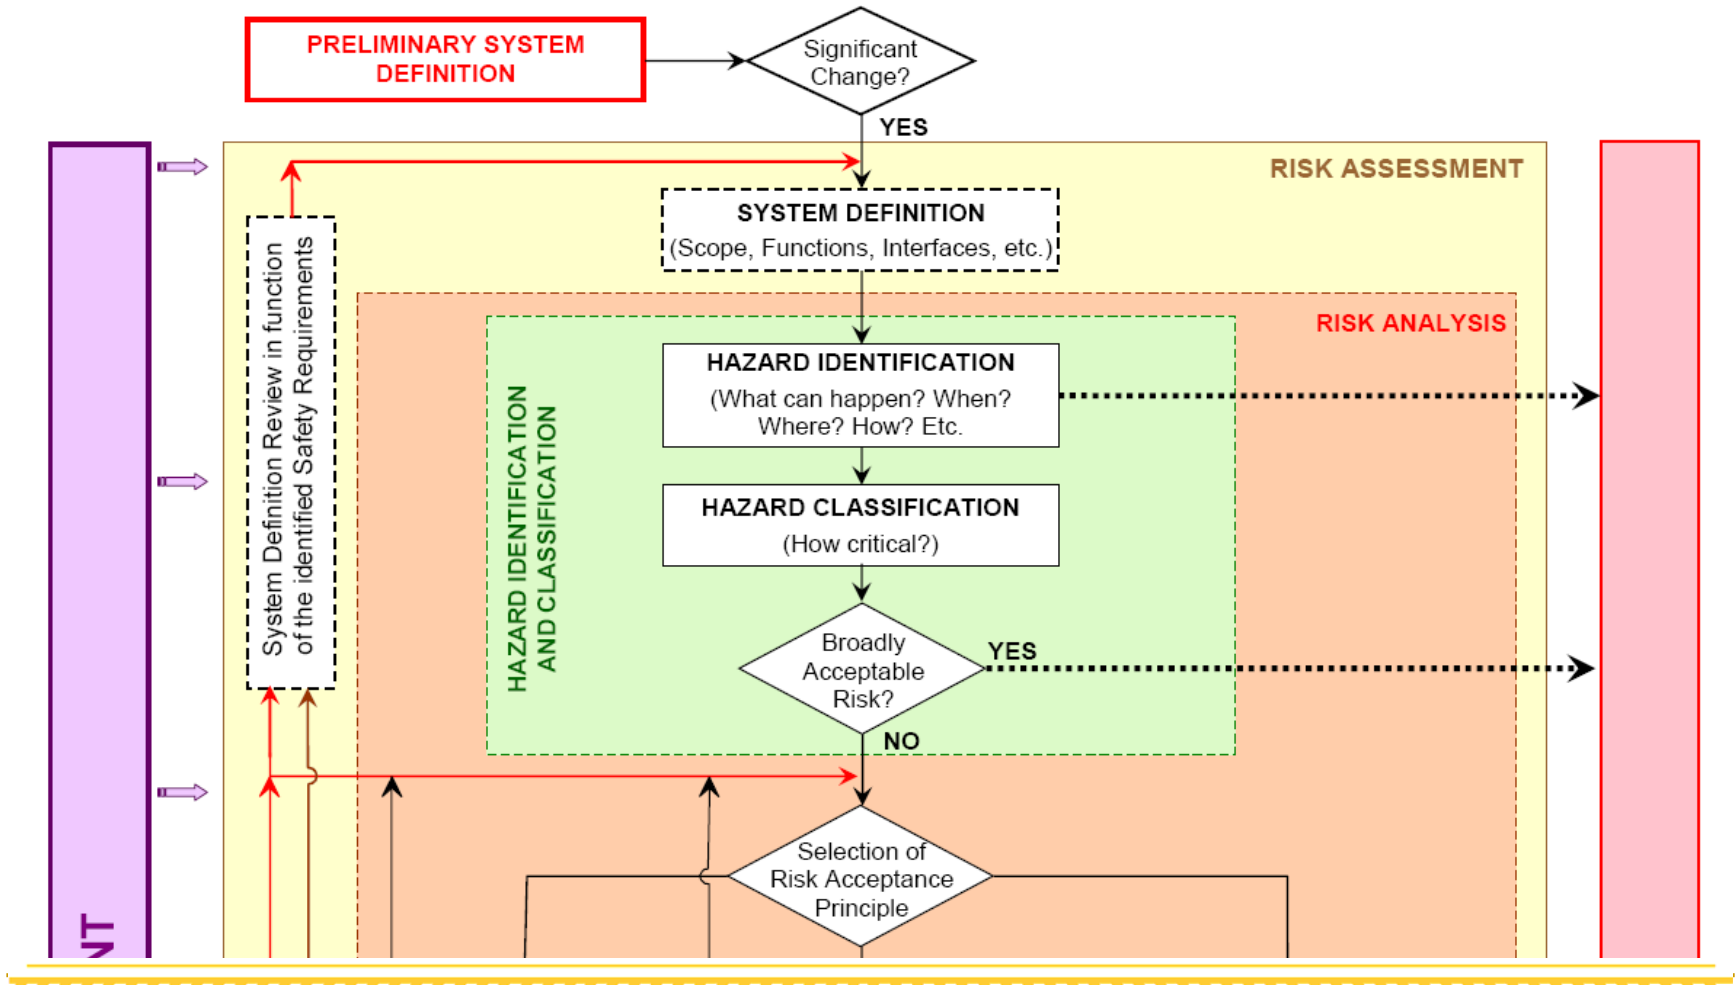 PRELIMINARY SYSTEM
DEFINITION
Significant
Change?
YES
RISK ASSESSMENT
SYSTEM DEFINITION
(Scope, Functions, Interfaces, etc.)
System Definition Review in function
of the identified Safety Requirements
RISK ANALYSIS
HAZARD IDENTIFICATION
AND CLASSIFICATION
HAZARD IDENTIFICATION
(What can happen? When?
Where? How? Etc.
HAZARD CLASSIFICATION
(How critical?)
Broadly
Acceptable
Risk?
YES
NO
Selection of
Risk Acceptance
Principle
NT